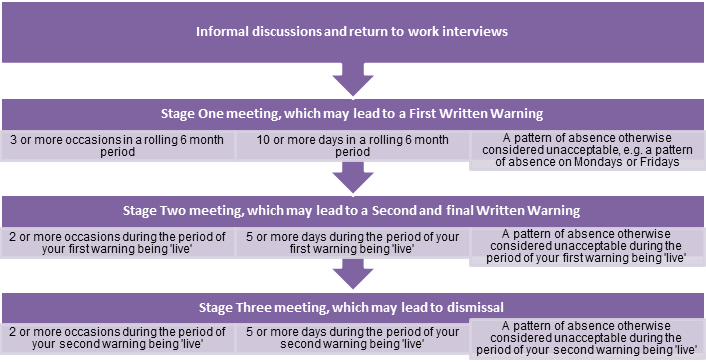 Informal discussions and return to work interviews
Stage One meeting, which may lead to a First Written Warning
3 or more occasions in a rolling 6 month
period
10 or more days in a rolling 6 month
period
A pattern of absence otherwise
considered unacceptable, e.g. a pattern
of absence on Mondays or Fridays
Stage Two meeting, which may lead to a Second and final Written Warning
2 or more occasions during the period of
your first warning being 'live'
5 or more days during the period of your
first warning being 'live'
A pattern of absence otherwise
considered unacceptable during the
period of your first warning being 'live'
Stage Three meeting, which may lead to dismissal
2 or more occasions during the period of
your second warning being 'live'
5 or more days during the period of your
second warning being 'live'
A pattern of absence otherwise
considered unacceptable during the
period of your second warning being 'live'